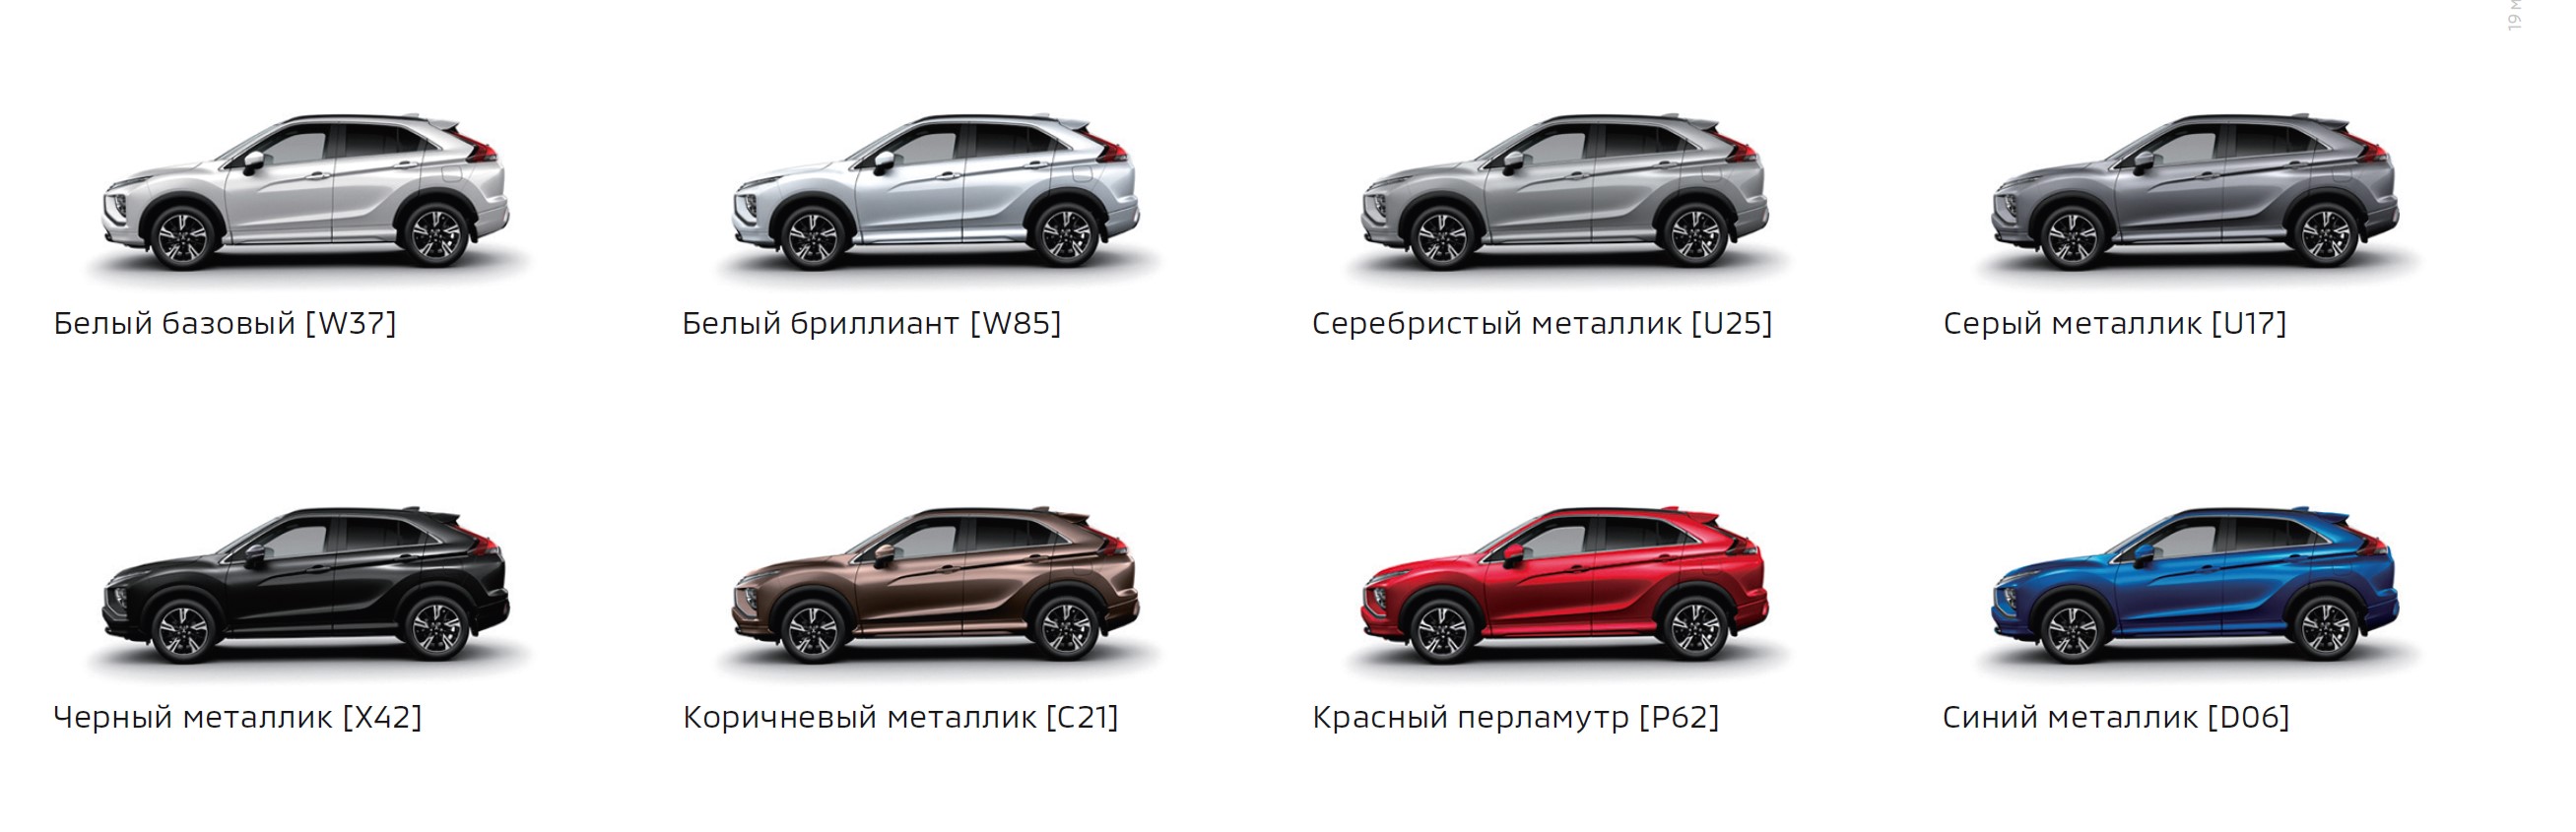 19 м
Белый базовый [W37]
Белый бриллиант [W85]
Серебристый металлик [U25]
Серый металлик [U17]
Черный металлик [X42]
Коричневый металлик [C21]
Красный перламутр [P62]
Синий металлик [D06]